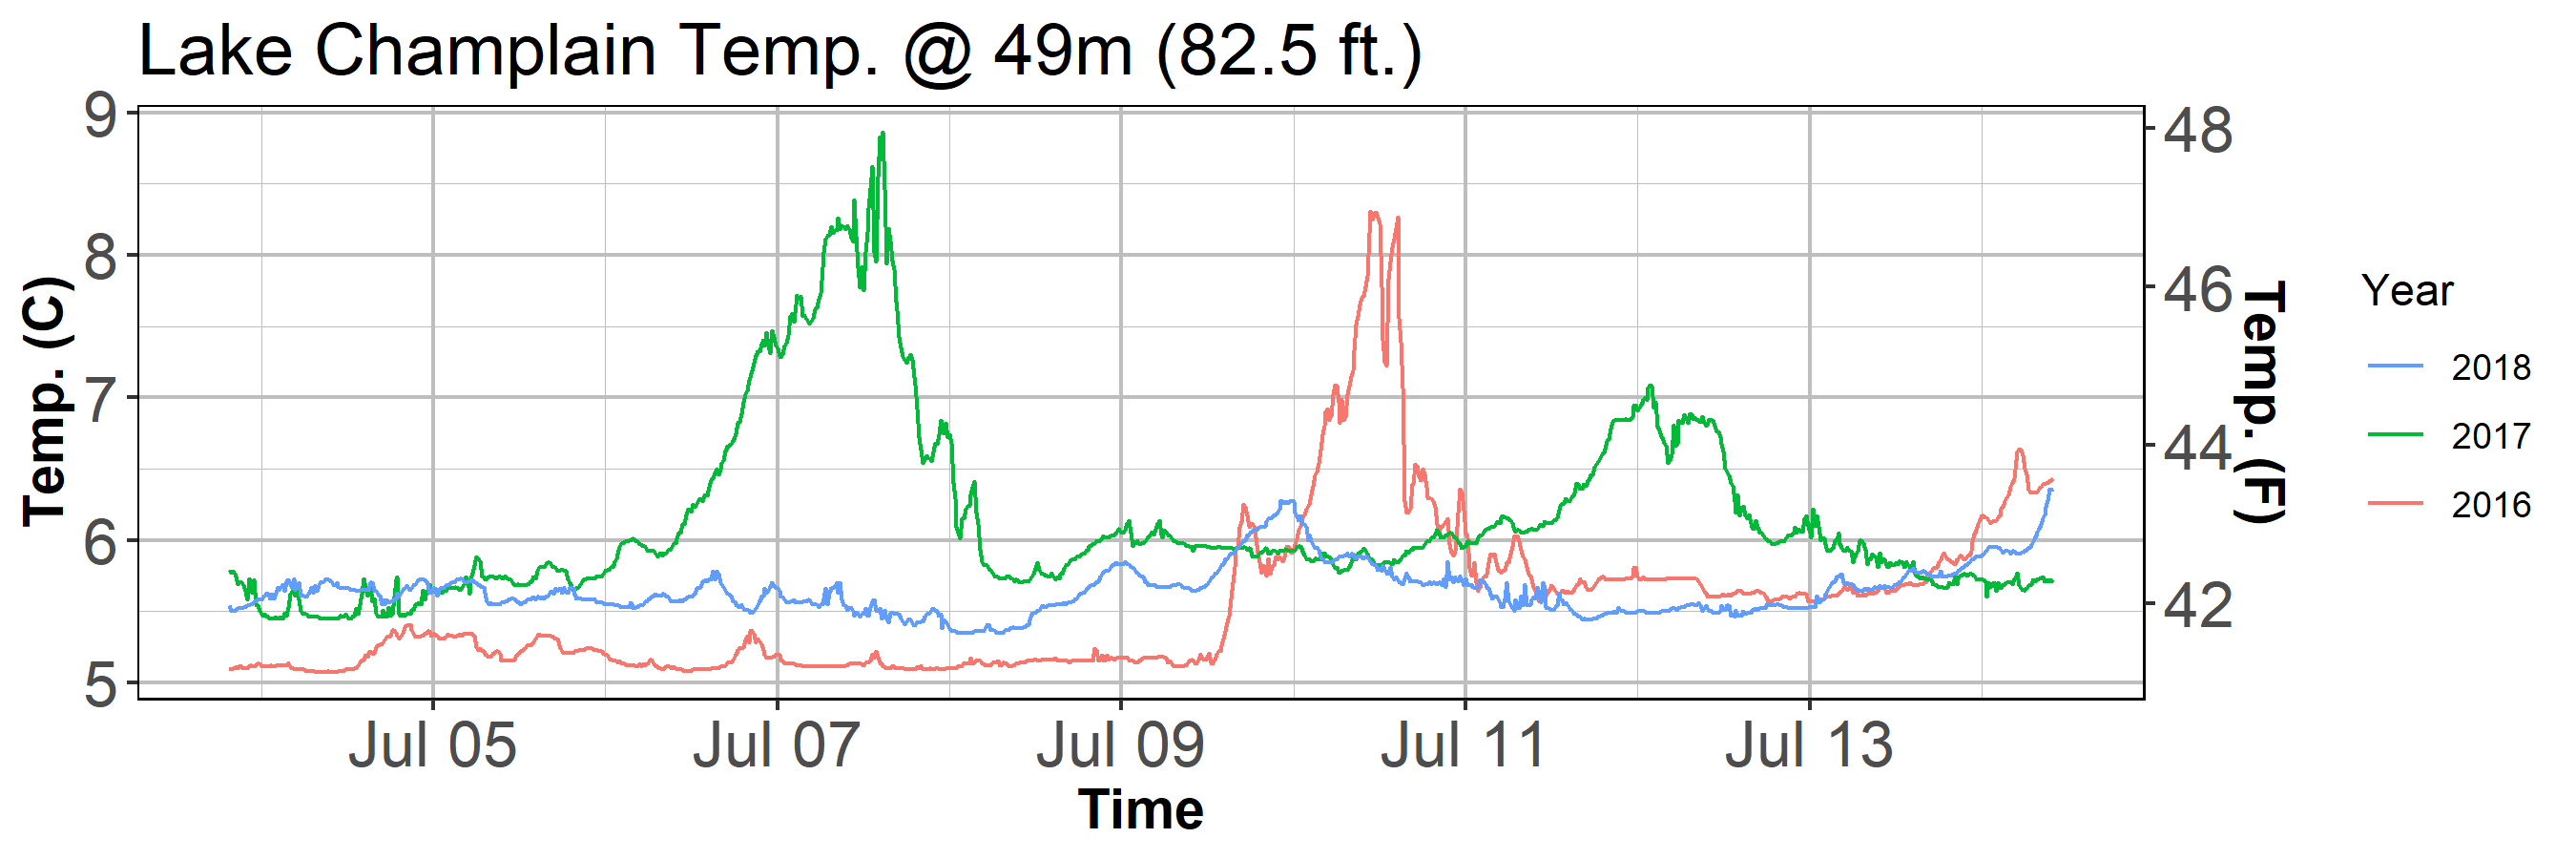 Lake Champlain Temp. @ 49m (82.5 ft.)
9
8
7
6
5
Temp. (C)
48
46
44
42
Temp. (F)
Jul 05 Jul 07 Jul 09 Jul 11 Jul 13
Time
Year
2018
2017
2016